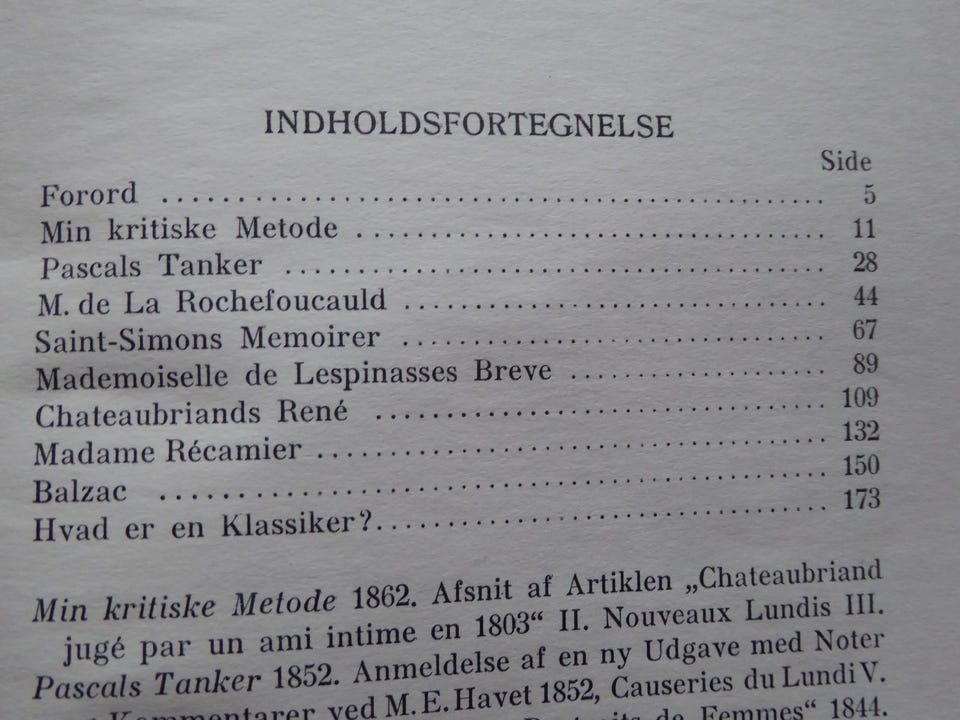 INDHOLDSFORTEGNELSE
Side
Forord ........................................ 5
Min kritiske Metode ........................................ 11
Pascals Tanker ........................................ 28
M. de La Rochefoucauld ........................................ 44
Saint-Simons Memoirer ........................................ 67
Mademoiselle de Lespinasses Breve ........................................ 89
Chateaubriands René ........................................ 109
Madame Récamier ........................................ 132
Balzac ........................................ 150
Hvad er en Klassiker?........................................ 173
Min kritiske Metode 1862. Afsnit af Artiklen „Chateaubriand
jugé par un ami intime en 1803“ II. Nouveaux Lundis III.
Pascals Tanker 1852. Anmeldelse af en ny Udgave med Noter
Kommentarer ved M. E. Havet 1852, Causeries du Lundi V.
de Femmes“ 1844.